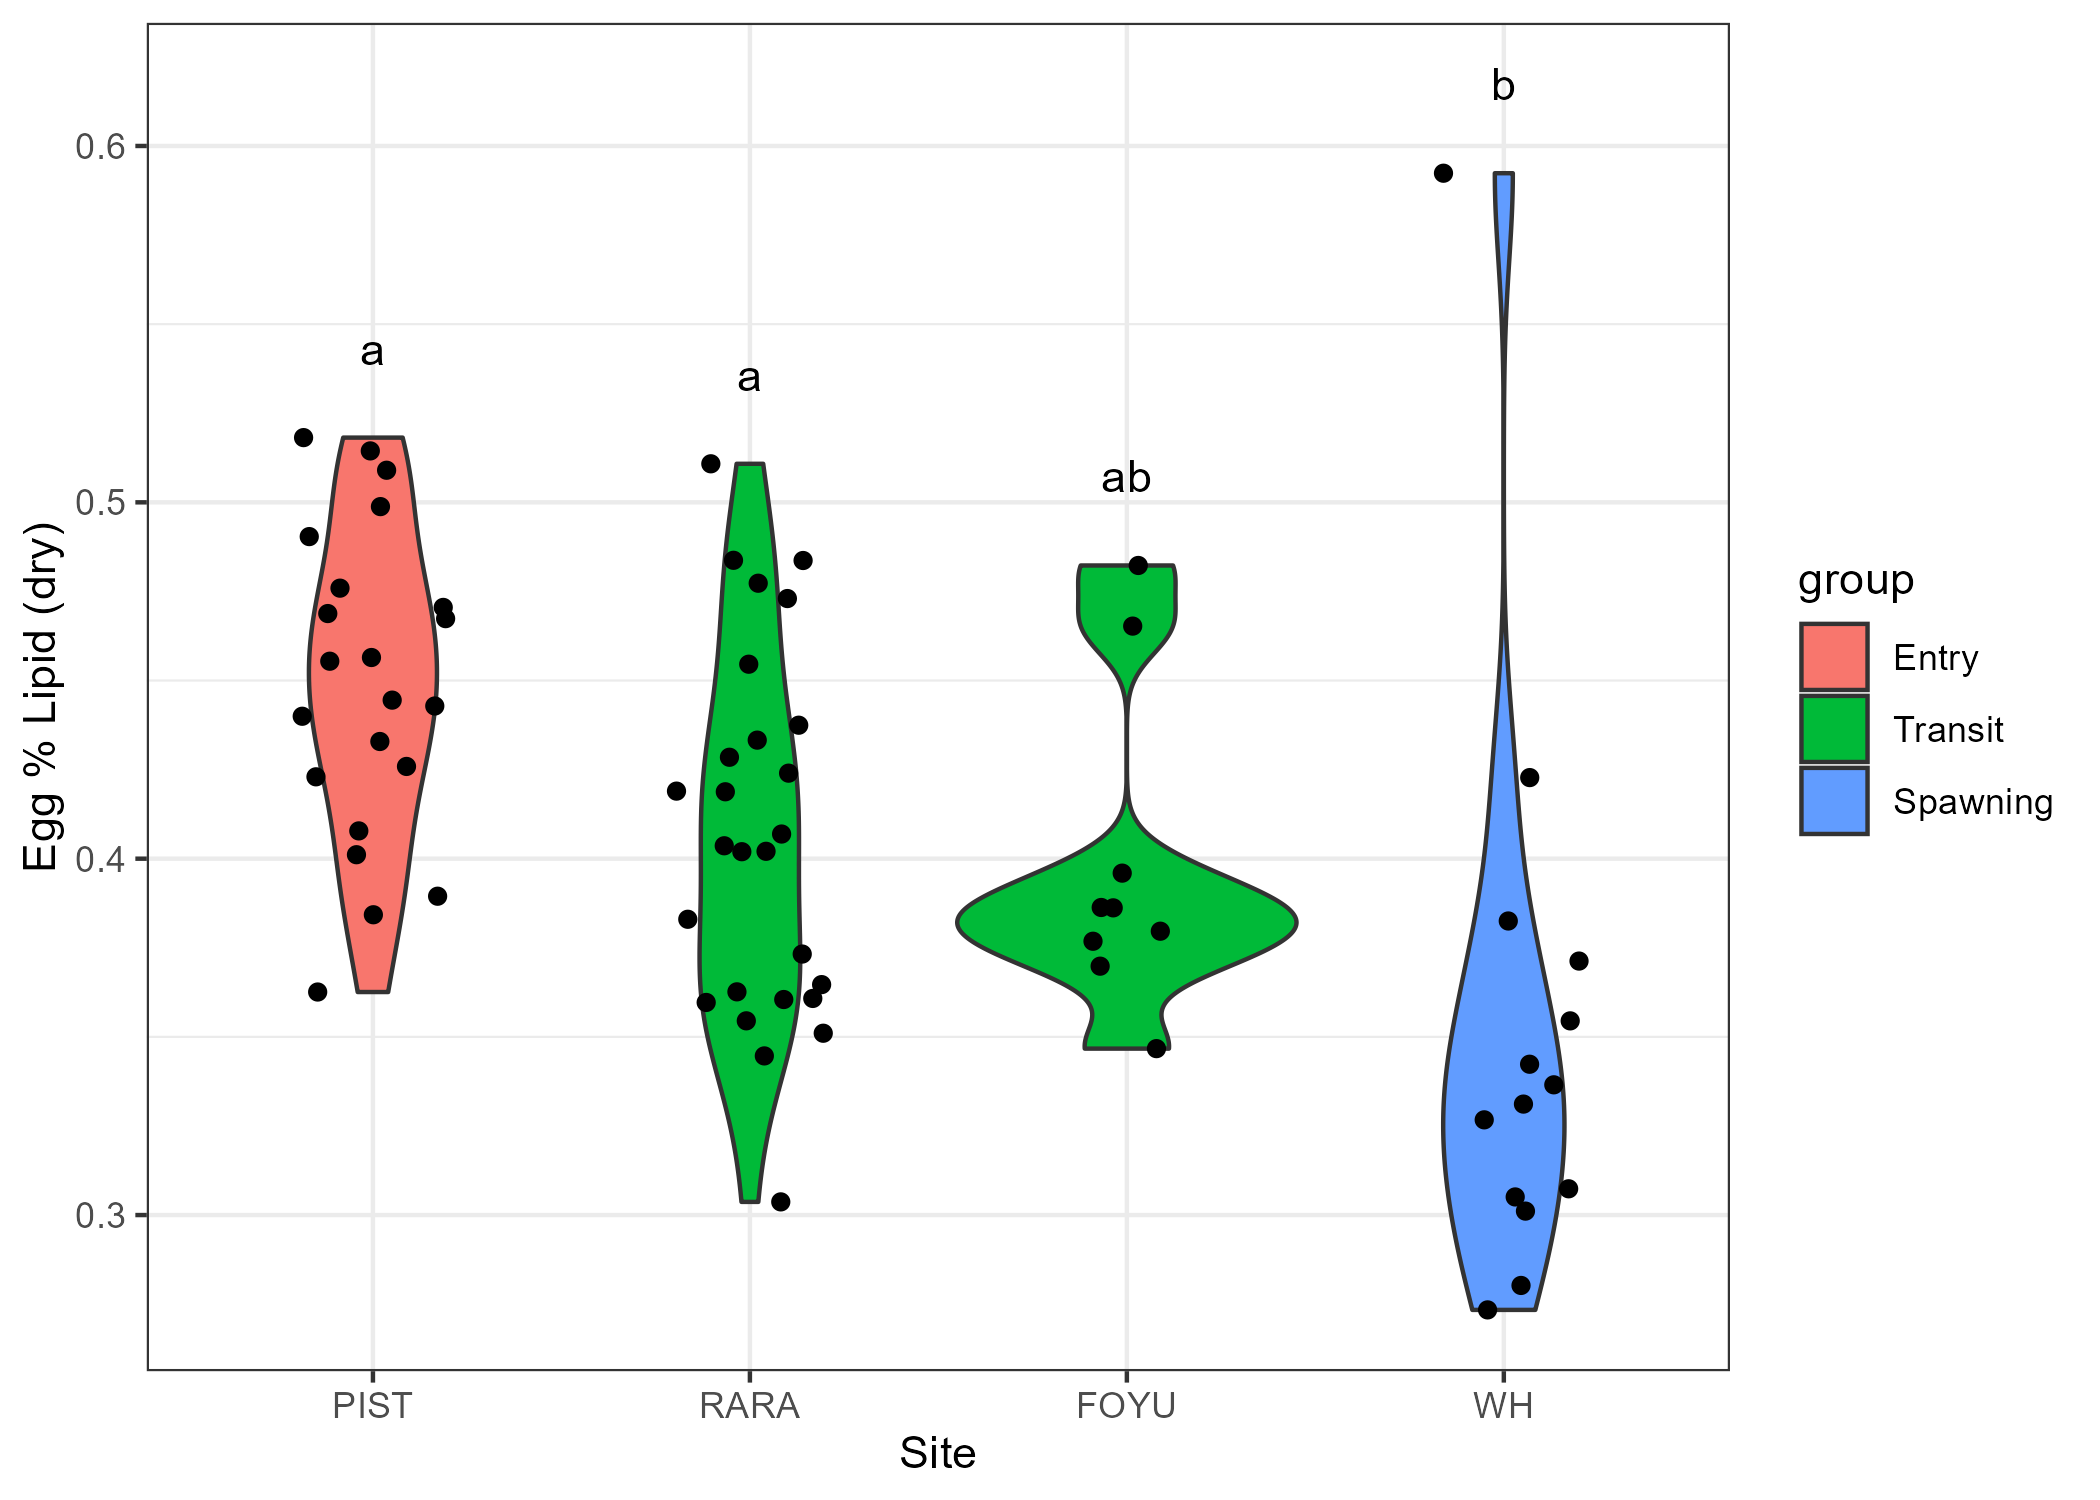 b
0.6
a
a
0.5
ab
0.4
0.3
Egg % Lipid (dry)
PIST RARA FOYU WH
Site
group
Entry
Transit
Spawning